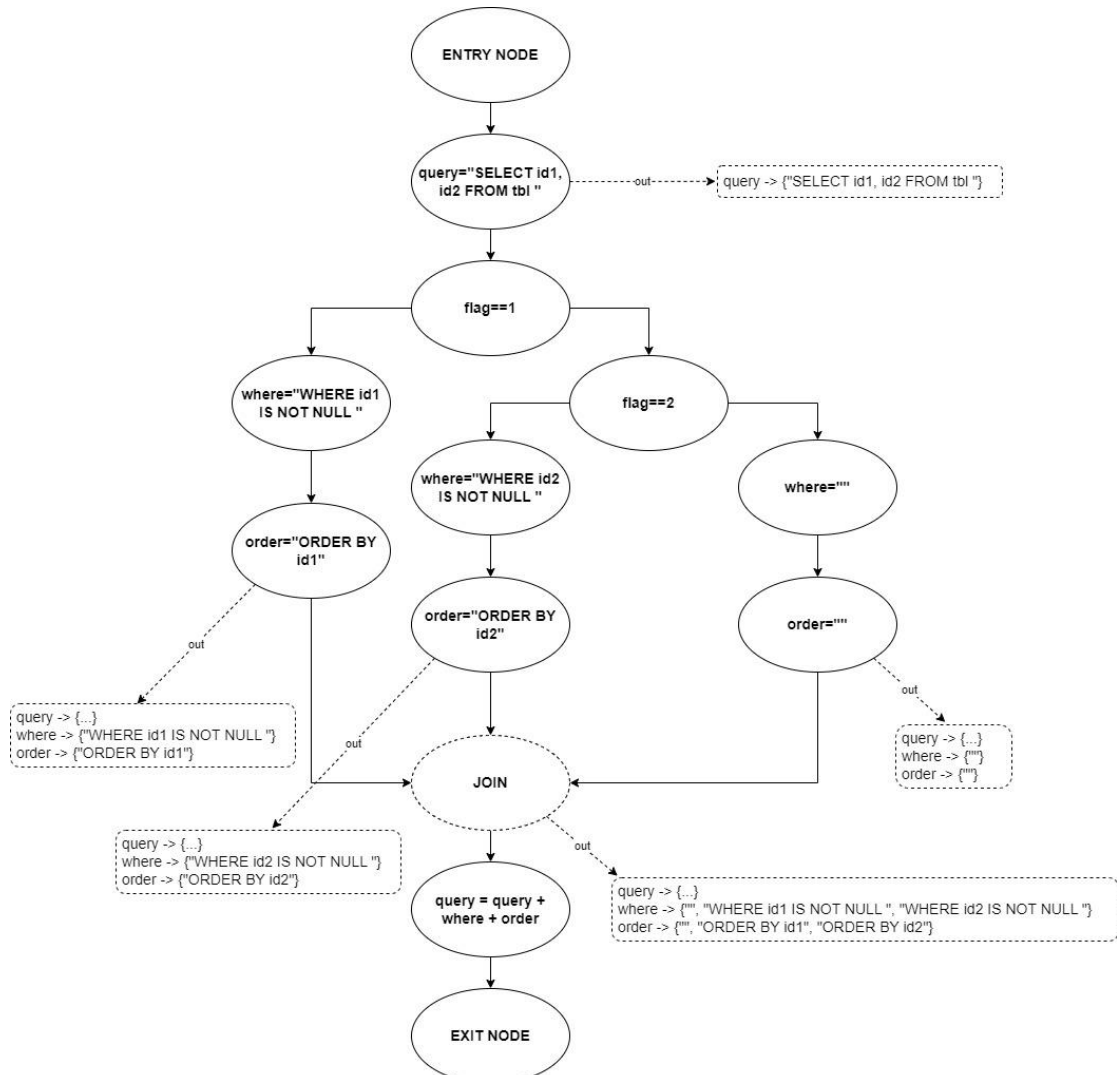 ENTRY NODE
query="SELECT id1,
id2 FROM tbl "
out
query -> {"SELECT id1, id2 FROM tbl "}
flag==1
where="WHERE id1
IS NOT NULL "
flag==2
where="WHERE id2
IS NOT NULL "
where=""
order="ORDER BY
id1"
order="ORDER BY
id2"
order=""
out
out
out
query -> {...}
where -> {"WHERE id1 IS NOT NULL "}
order -> {"ORDER BY id1"}
query -> {...}
where -> {""}
order -> {""}
JOIN
out
query -> {...}
where -> {"WHERE id2 IS NOT NULL "}
order -> {"ORDER BY id2"}
query = query +
where + order
query -> {...}
where -> {"", "WHERE id1 IS NOT NULL ", "WHERE id2 IS NOT NULL "}
order -> {"", "ORDER BY id1", "ORDER BY id2"}
EXIT NODE